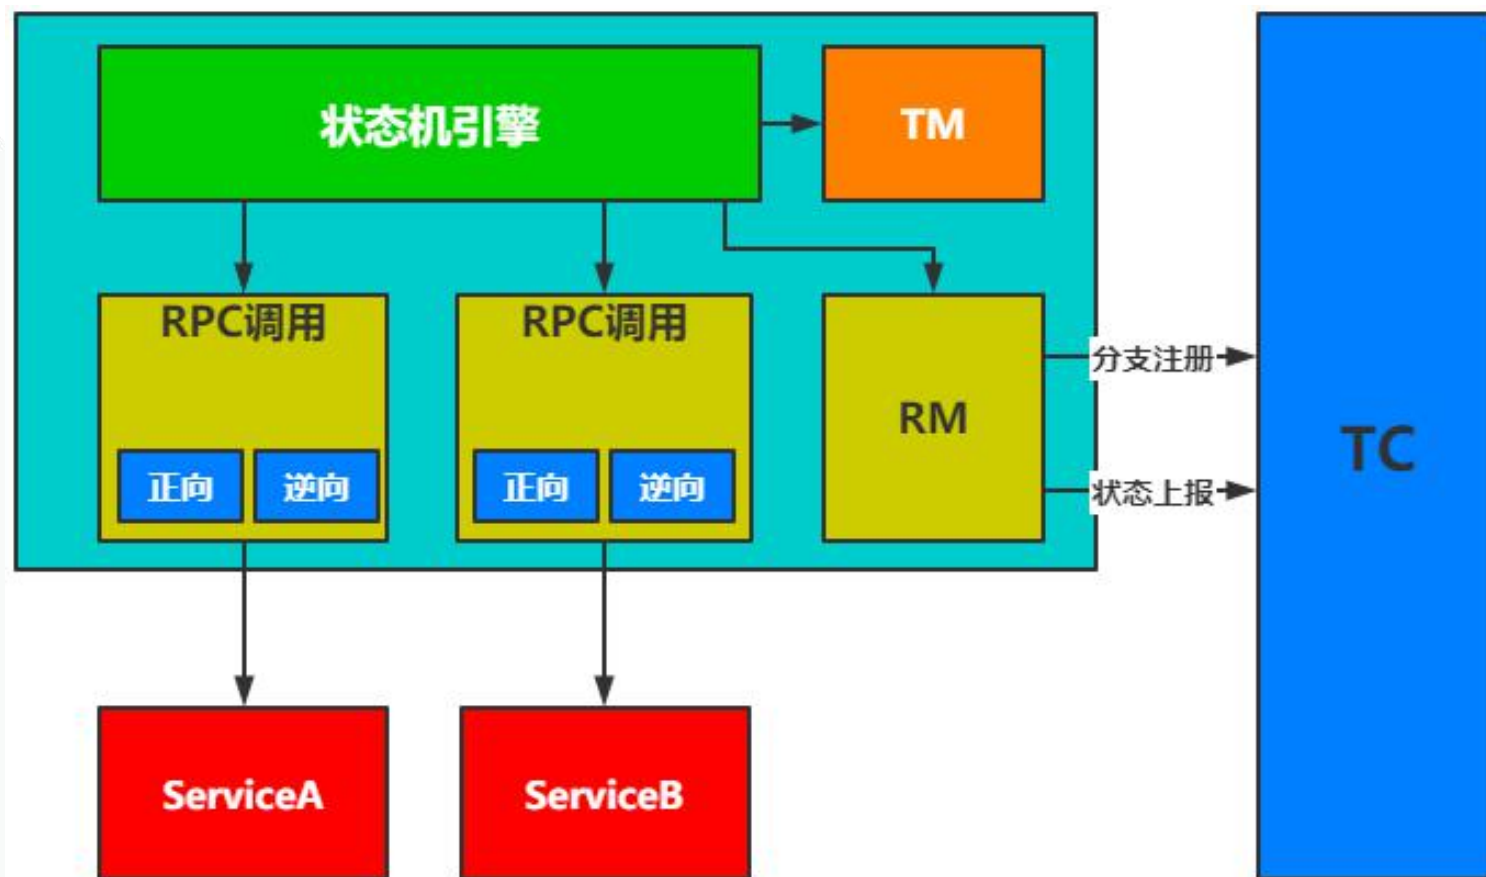 状态机引擎
TM
RPC调用
RPC调用
RM
正向
逆向
正向
逆向
分支注册
状态上报
TC
ServiceA
ServiceB